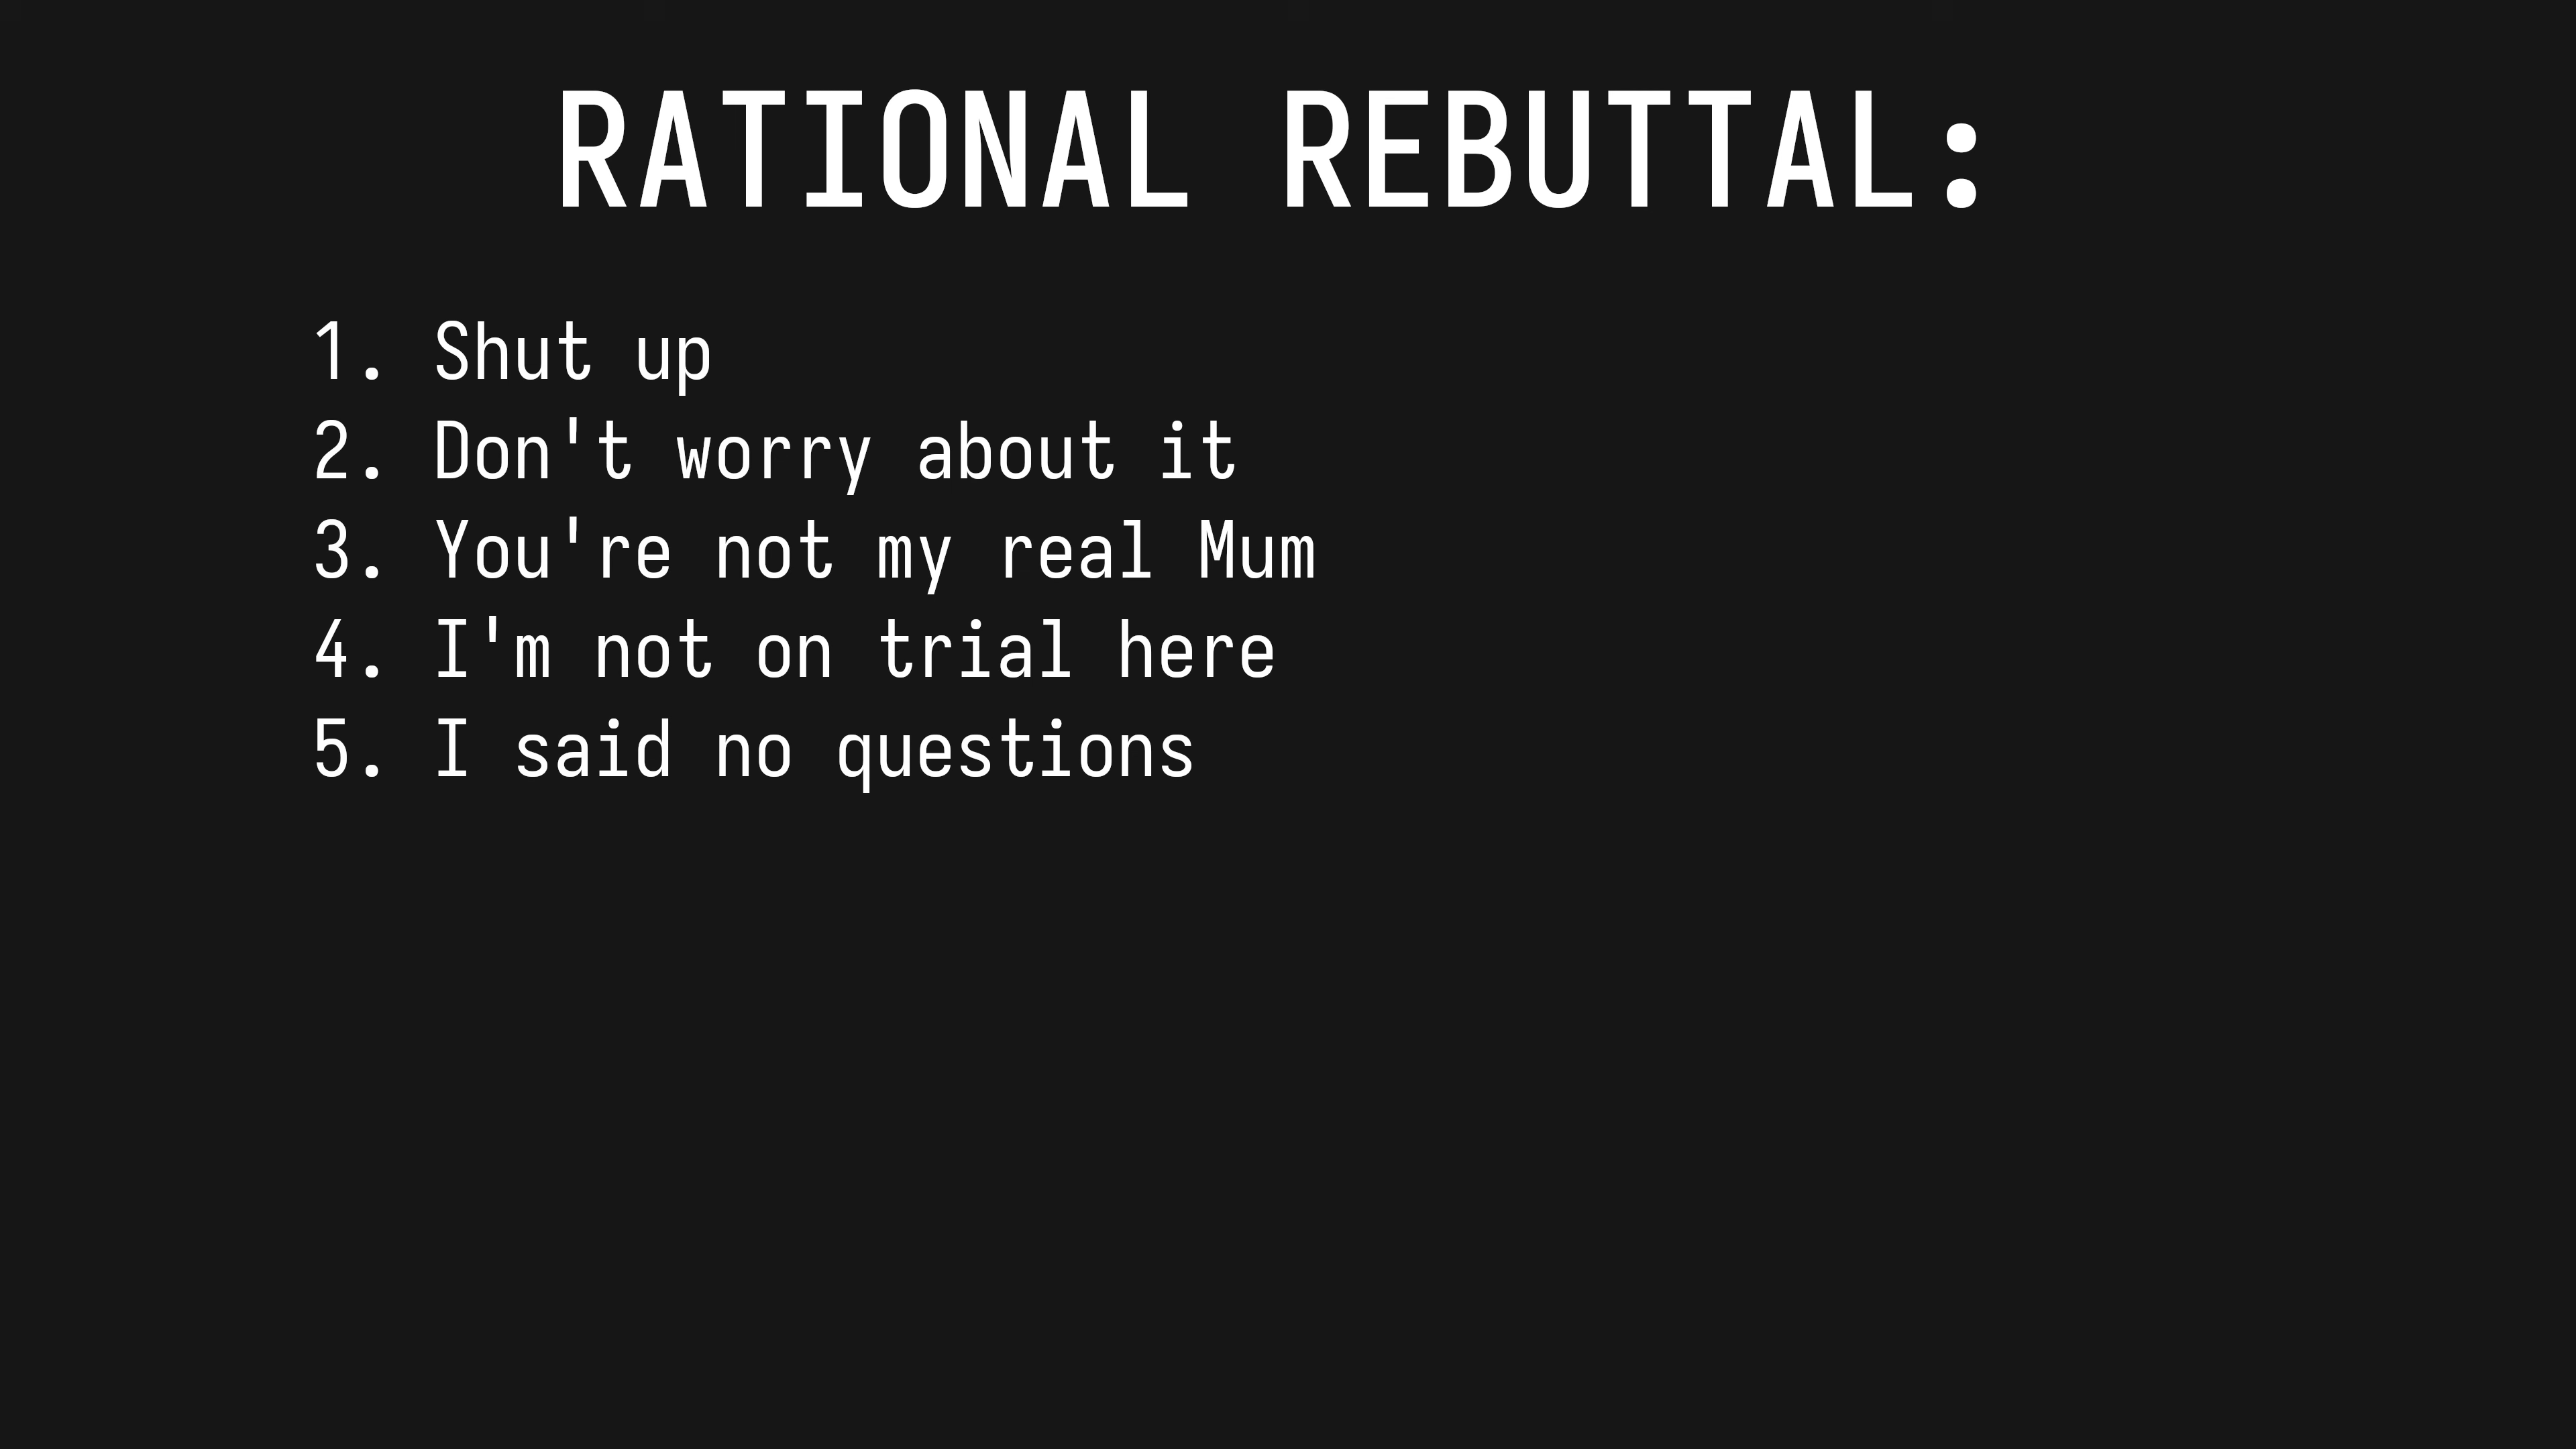 RATIONAL REBUTTAL:
1. Shut up
2. Don't worry about it
3. You're not my real Mum
4. I'm not on trial here
5. I said no questions